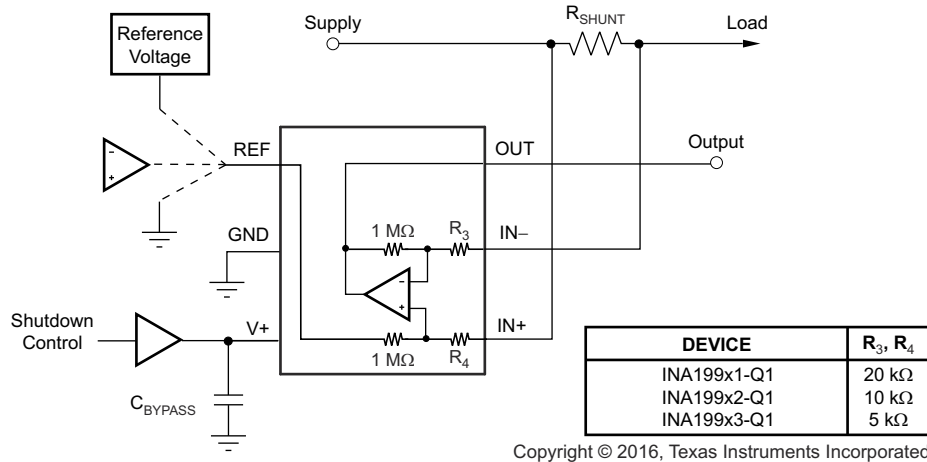 Supply
R_SHUNT
Load
Reference
Voltage
REF
OUT
Output
−
+
GND
1 MΩ
R3
IN−
−
+
Shutdown
Control
V+
1 MΩ
R4
IN+
C_BYPASS
DEVICE R3, R4
INA199x1-Q1 20 kΩ
INA199x2-Q1 10 kΩ
INA199x3-Q1 5 kΩ
Copyright © 2016, Texas Instruments Incorporated